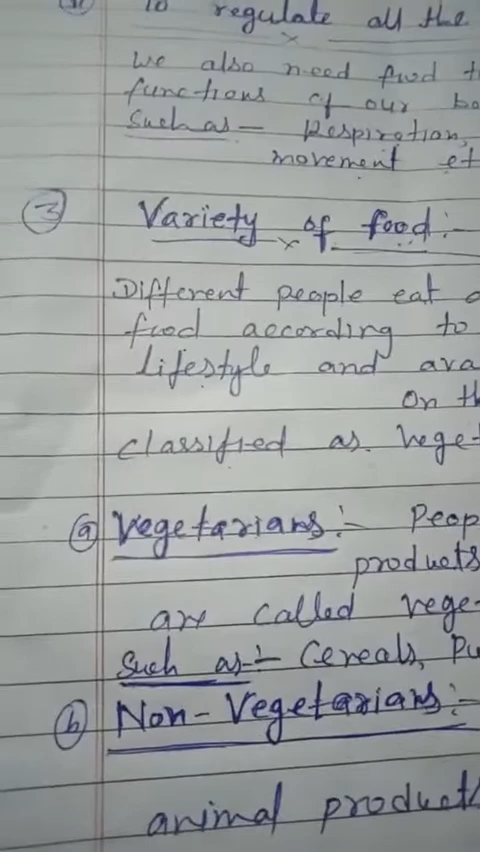 to regulate all the
We also need food t
functions of our bo
Such as - Respiration,
movement et
3 Variety of food :-
Different people eat
food according to
lifestyle and ava
On th
classified as vege
(a) Vegetarians :- Peop
products
are called vege-
Such as :- Cereals, Pu
(b) Non-Vegetarians :-
animal product